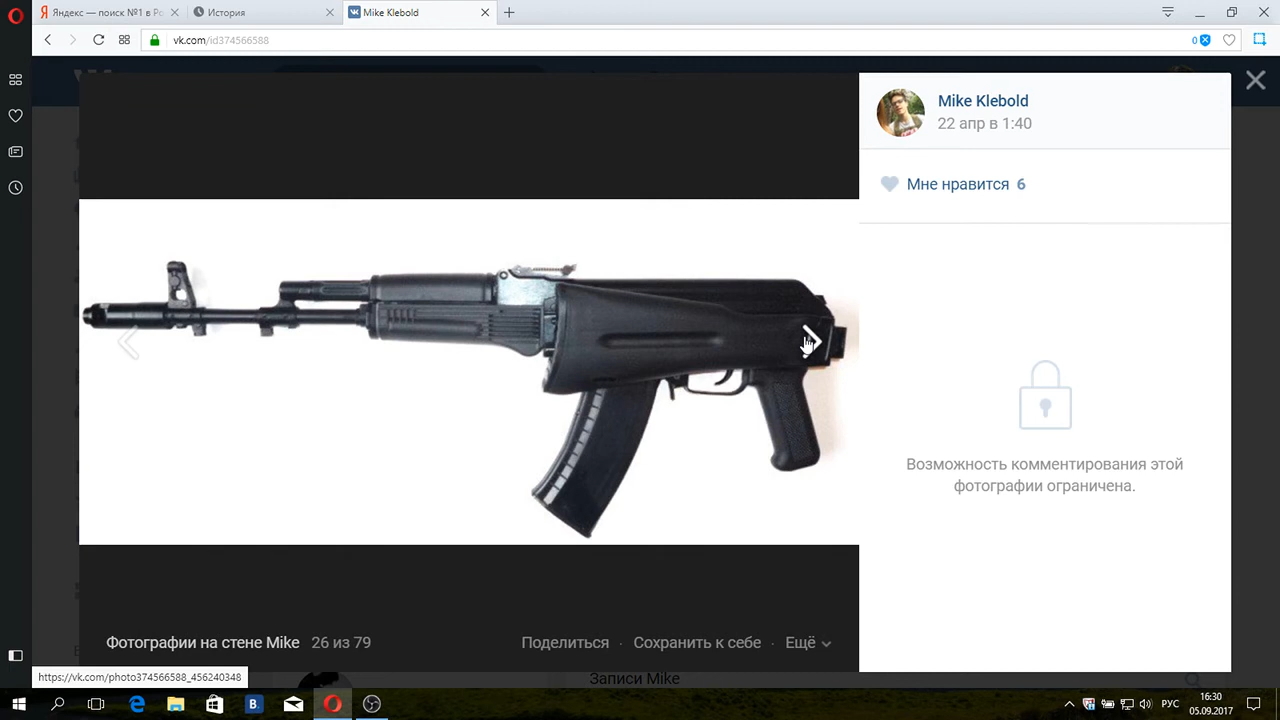 Яндекс — поиск №1 в Ро
История
Mike Klebold
vk.com/id374566588
0
Mike Klebold
22 апр в 1:40
Мне нравится 6
Возможность комментирования этой
фотографии ограничена.
Фотографии на стене Mike 26 из 79
Поделиться · Сохранить к себе · Ещё
https://vk.com/photo374566588_456240348
Записи Mike
B.
РУС
16:30
05.09.2017